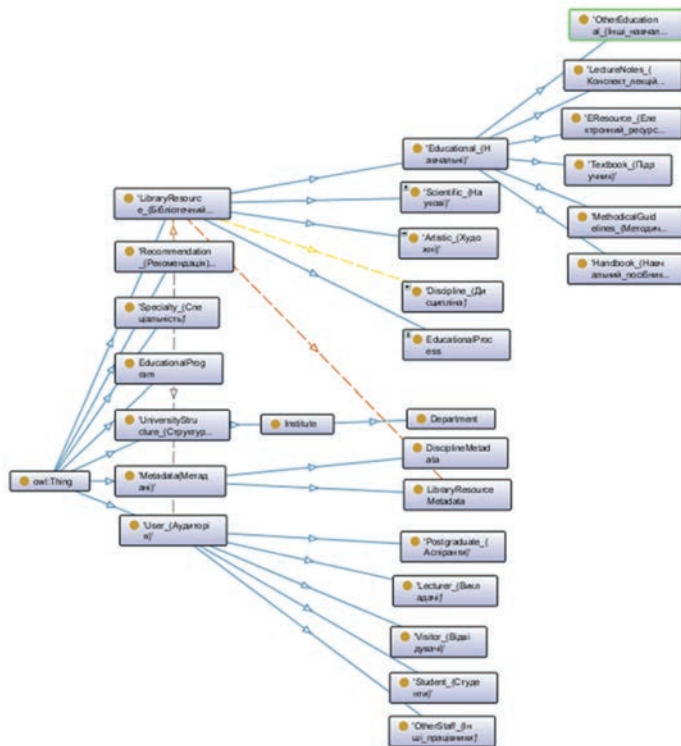 'OtherEducation
al_(Інші_навчал...
'LectureNotes_(
Конспект_лекцій...
'EResource_(Еле
ктронний_ресурс...
'Textbook_(Підр
учник)'
'MethodicalGuid
elines_(Методич...
'Handbook_(Навч
альний_посібник...
'Educational_(Н
авчальні)'
'Scientific_(На
укові)'
'Artistic_(Худо
жні)'
'Discipline_(Ди
сципліна)'
EducationalProc
ess
'LibraryResourc
e_(Бібліотечний...
'Recommendation
_(Рекомендація)...
'Specialty_(Спе
ціальність)'
EducationalProg
ram
'UniversityStru
cture_(Структур...
Institute
Department
owl:Thing
'Metadata(Метад
ані)'
DisciplineMetad
ata
LibraryResource
Metadata
'User_(Аудиторі
я)'
'Postgraduate_(
Аспіранти)'
'Lecturer_(Викл
адачі)'
'Visitor_(Відві
дувачі)'
'Student_(Студе
нти)'
'OtherStaff_(Ін
ші_працівники)'